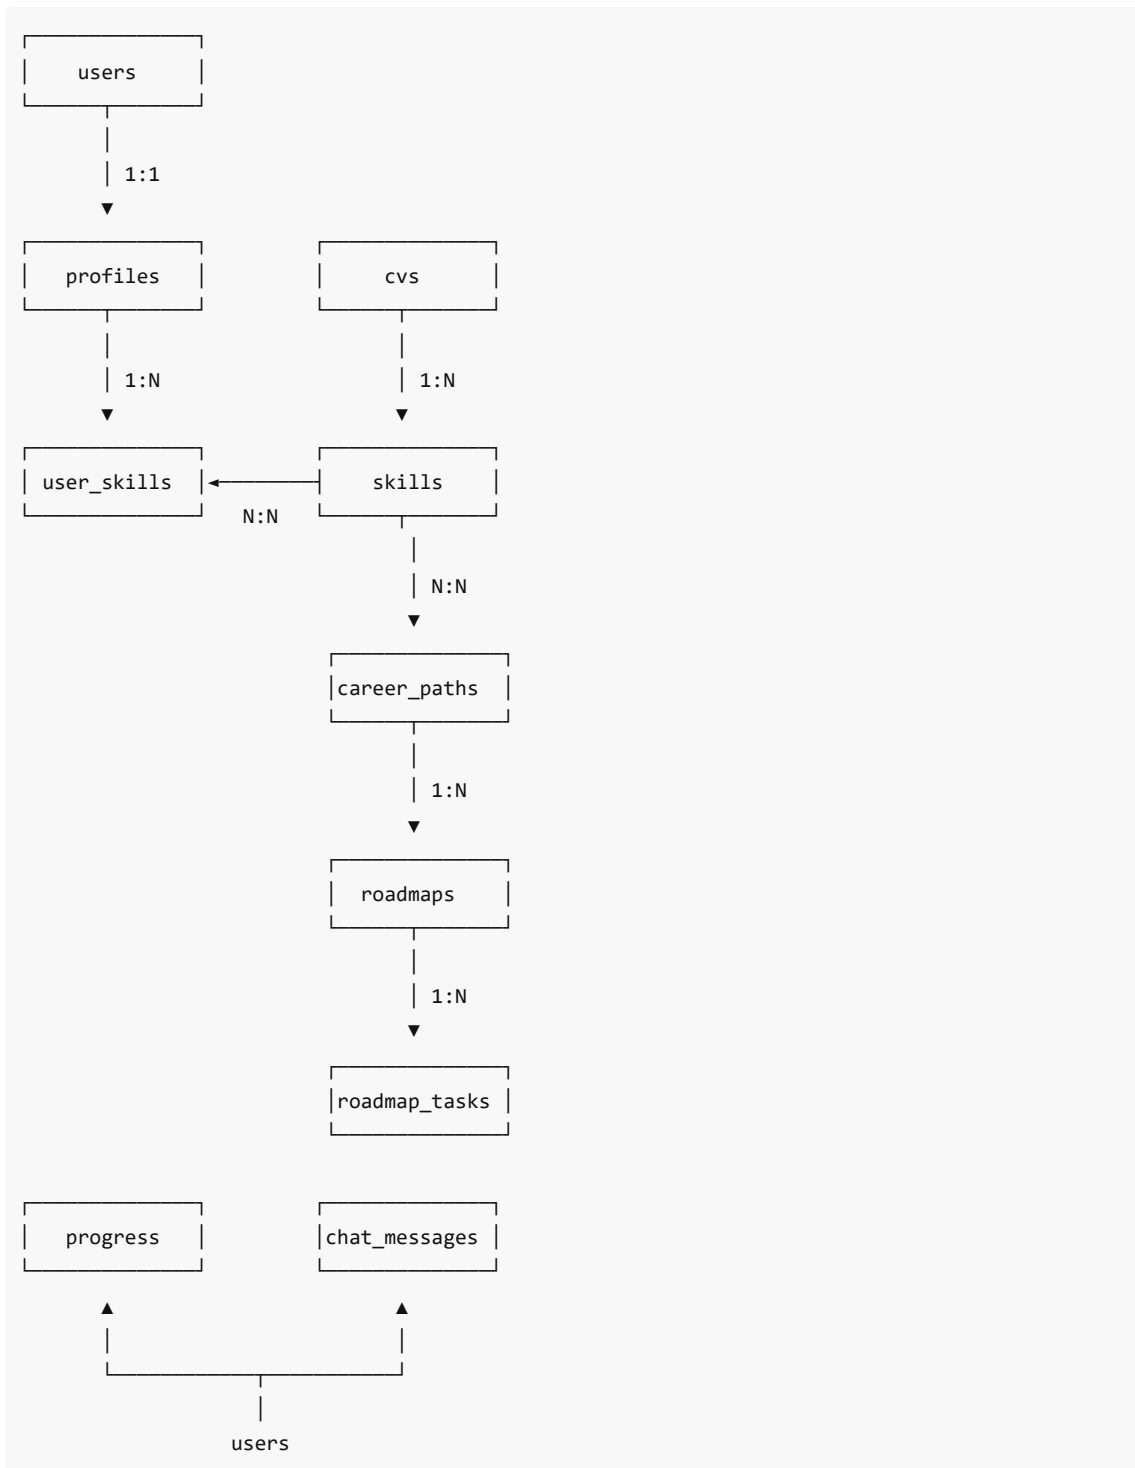 users
1:1
profiles cvs
1:N 1:N
user_skills skills
N:N
N:N
career_paths
1:N
roadmaps
1:N
roadmap_tasks
progress chat_messages
users